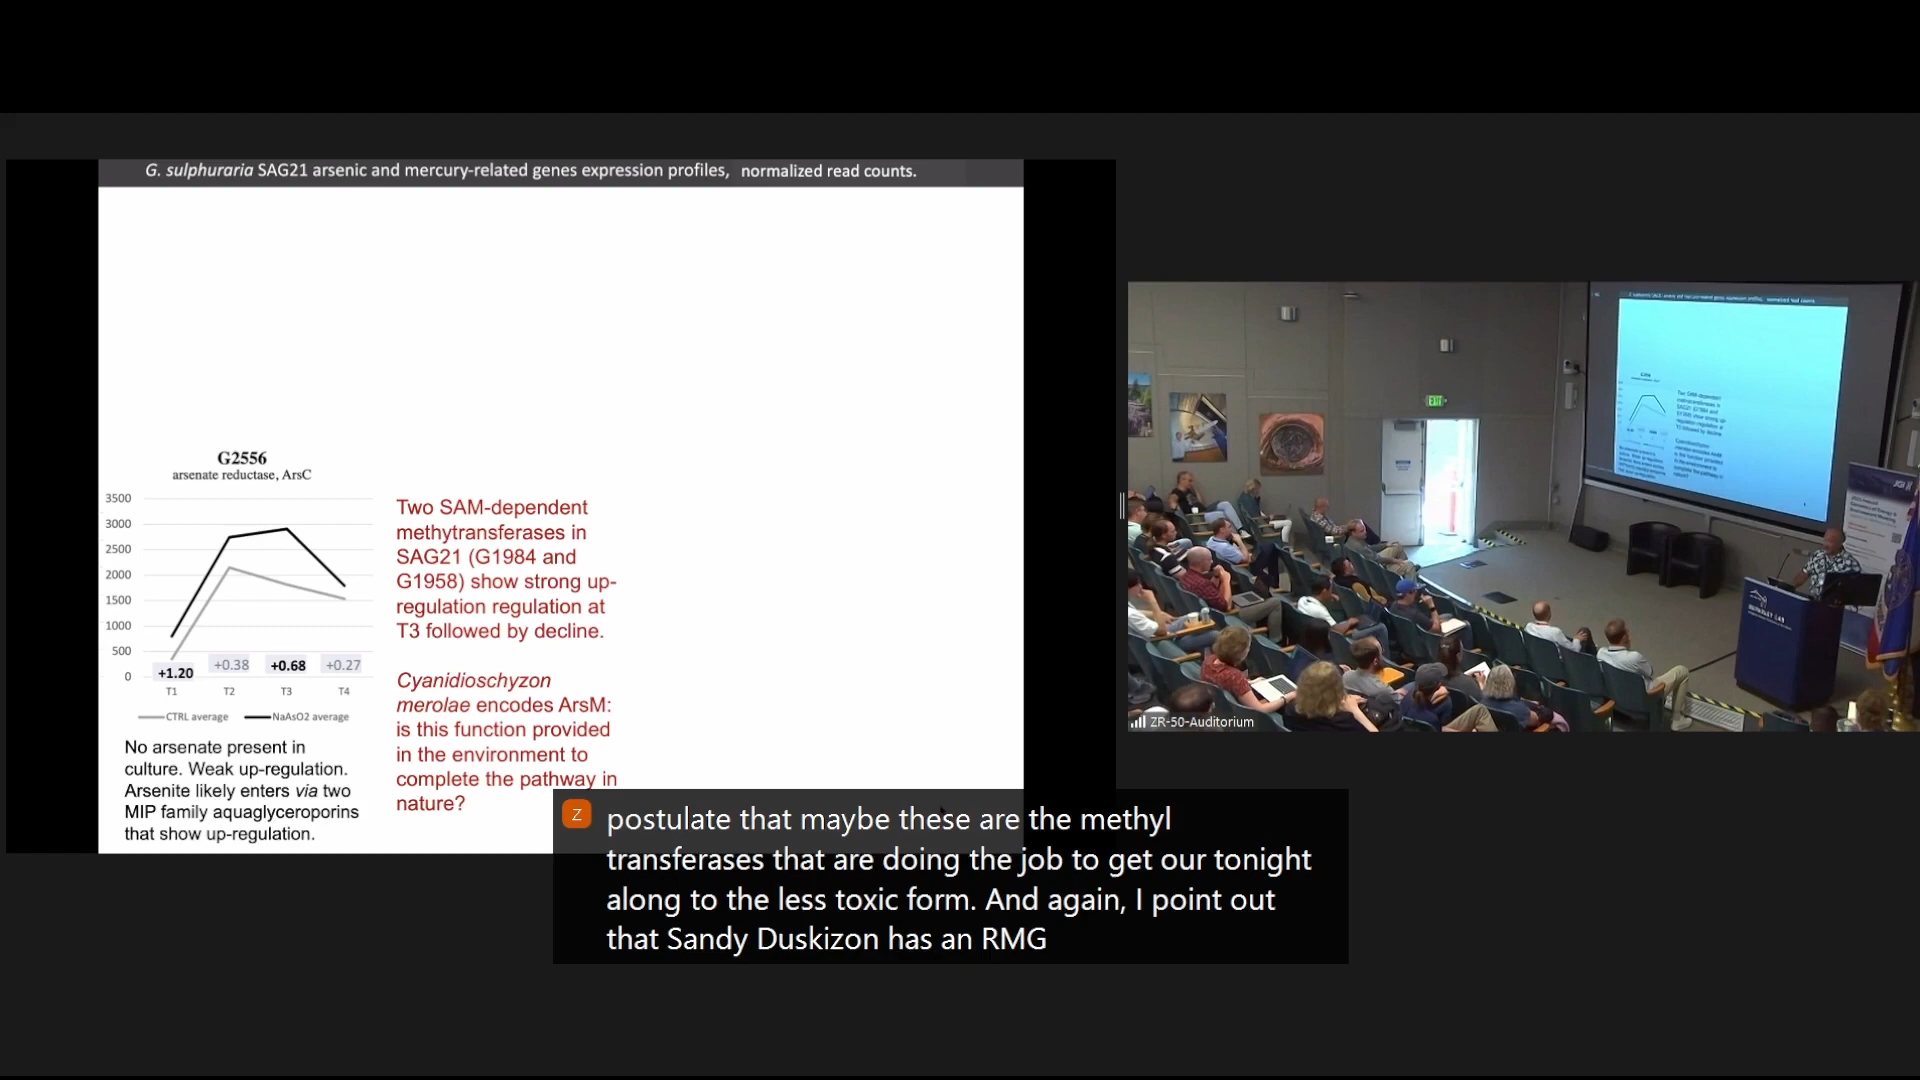 G. sulphuraria SAG21 arsenic and mercury-related genes expression profiles, normalized read counts.
G2556
arsenate reductase, ArsC
3500
3000
2500
2000
1500
1000
500
0
+1.20 +0.38 +0.68 +0.27
T1 T2 T3 T4
CTRL average NaAsO2 average
No arsenate present in
culture. Weak up-regulation.
Arsenite likely enters via two
MIP family aquaglyceroporins
that show up-regulation.
Two SAM-dependent
methytransferases in
SAG21 (G1984 and
G1958) show strong up-
regulation regulation at
T3 followed by decline.
Cyanidioschyzon
merolae encodes ArsM:
is this function provided
in the environment to
complete the pathway in
nature?
EXIT
JGI
BERKELEY LAB
ZR-50-Auditorium
Z
postulate that maybe these are the methyl
transferases that are doing the job to get our tonight
along to the less toxic form. And again, I point out
that Sandy Duskizon has an RMG